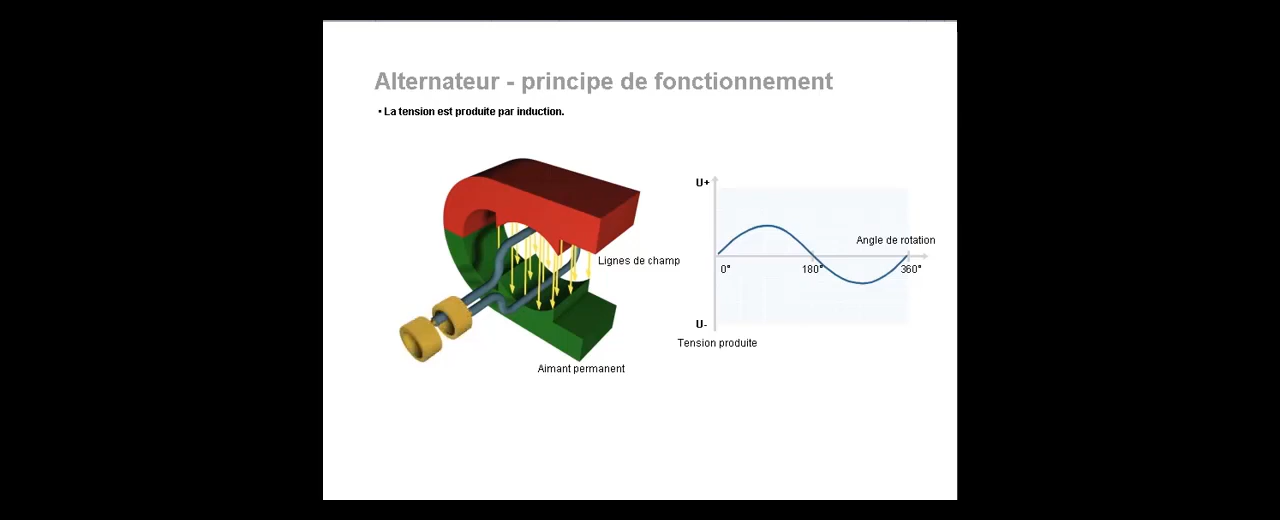 Alternateur - principe de fonctionnement
• La tension est produite par induction.
U+
Angle de rotation
Lignes de champ
0°
180°
360°
U-
Tension produite
Aimant permanent